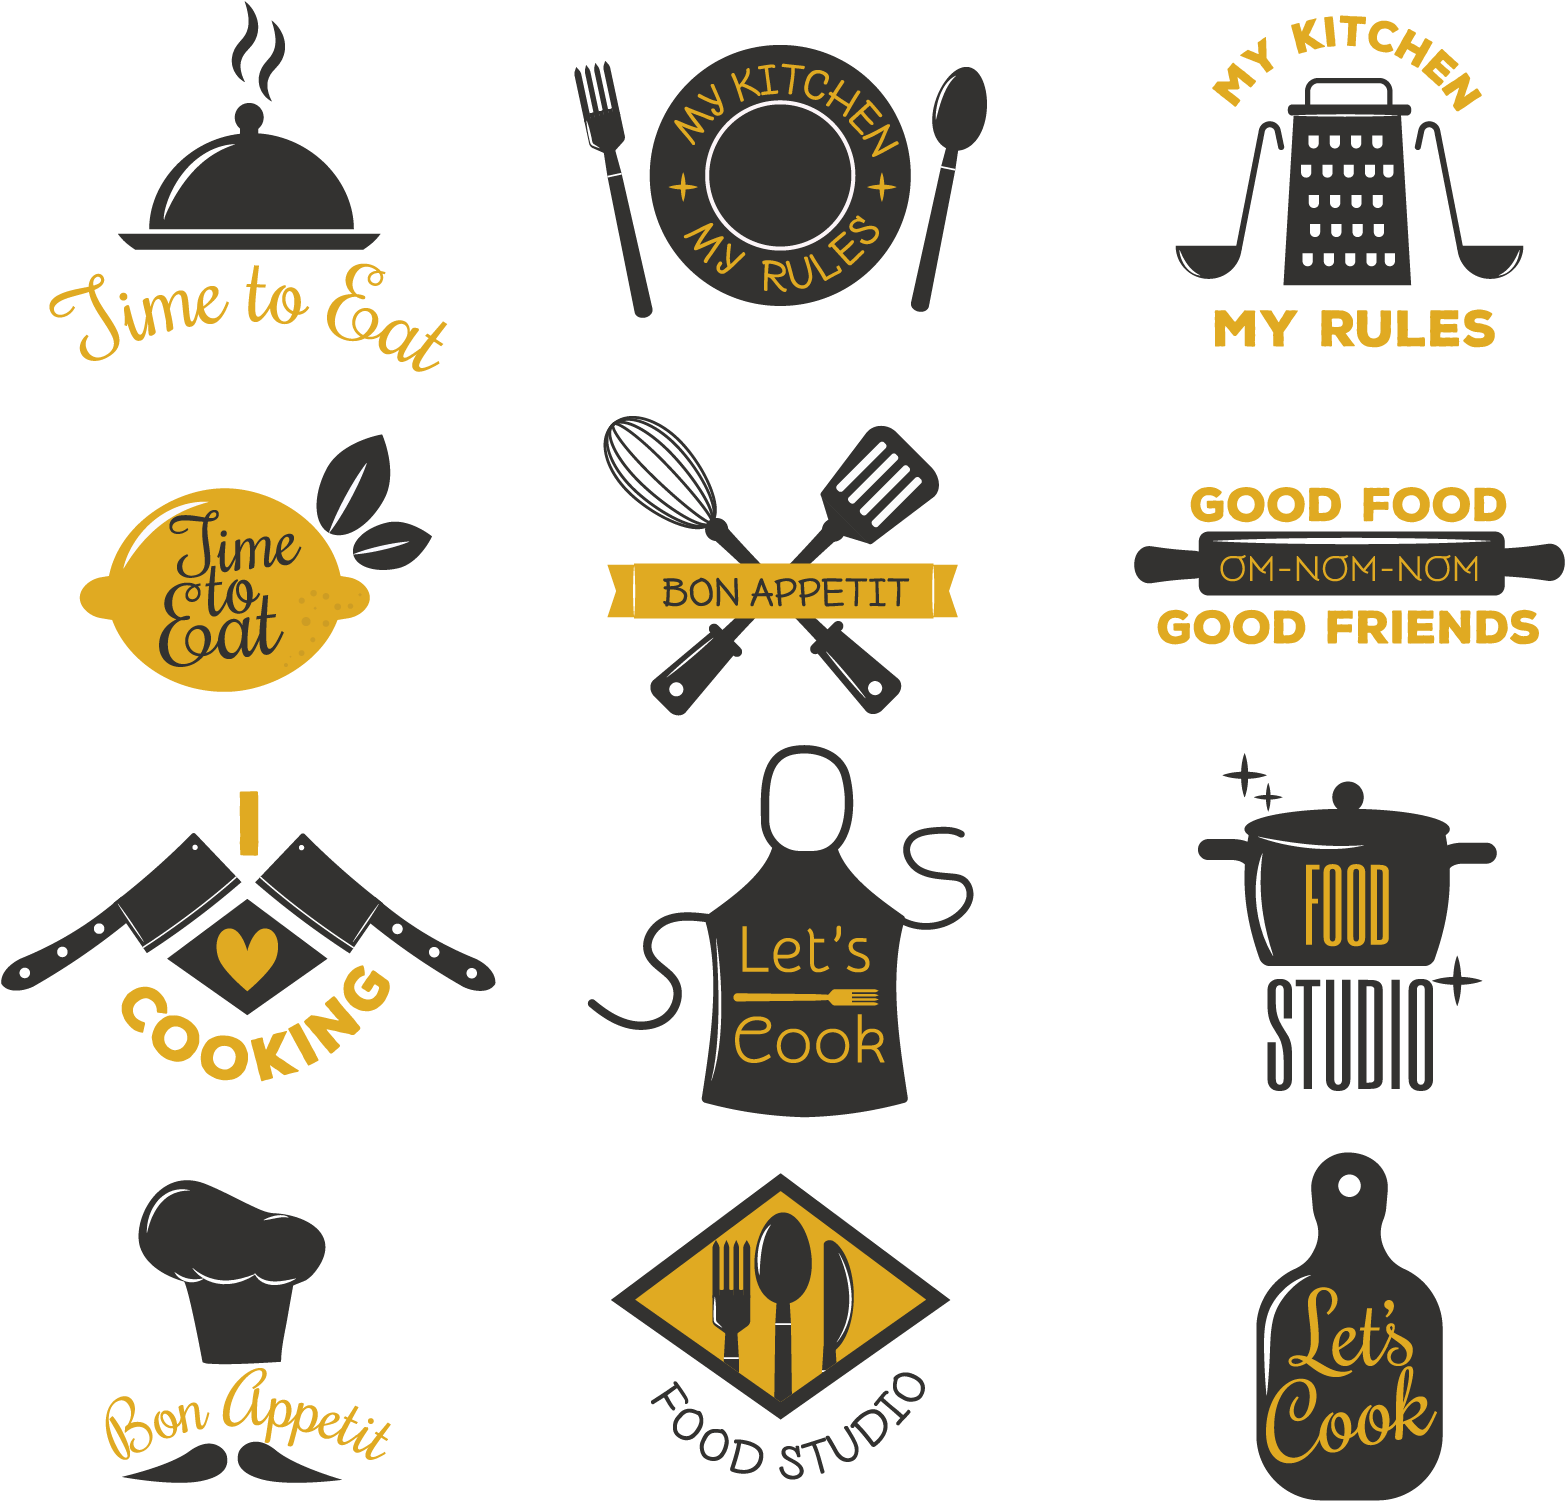 Time to Eat
MY KITCHEN
MY RULES
MY KITCHEN
MY RULES
Time
to
Eat
BON APPETIT
GOOD FOOD
OM-NOM-NOM
GOOD FRIENDS
I
COOKING
Let's
Cook
FOOD
STUDIO
Bon Appetit
FOOD STUDIO
Let's
Cook